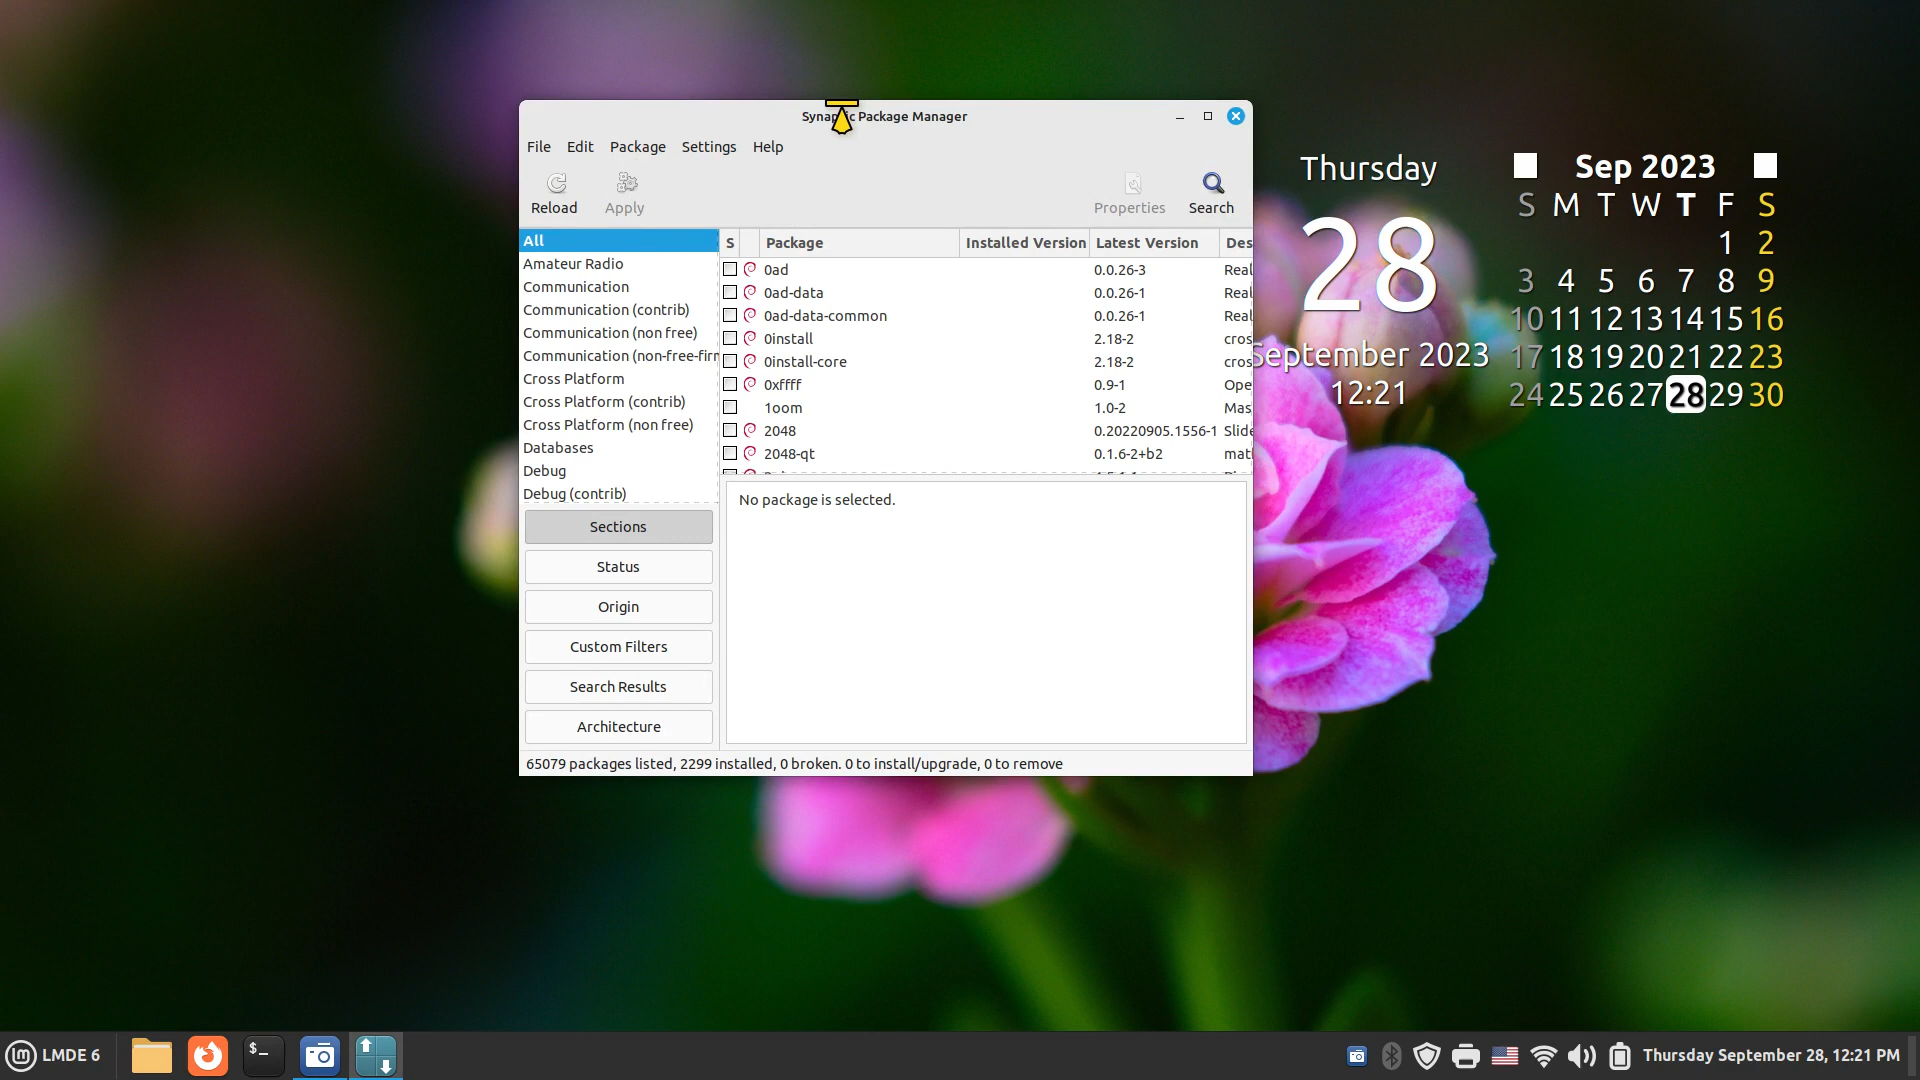 Synaptic Package Manager
File Edit Package Settings Help
Reload Apply Properties Search
All
Amateur Radio
Communication
Communication (contrib)
Communication (non free)
Communication (non-free-firm
Cross Platform
Cross Platform (contrib)
Cross Platform (non free)
Databases
Debug
Debug (contrib)
Sections
Status
Origin
Custom Filters
Search Results
Architecture
S Package Installed Version Latest Version Des
0ad 0.0.26-3 Real
0ad-data 0.0.26-1 Real
0ad-data-common 0.0.26-1 Real
0install 2.18-2 cros
0install-core 2.18-2 cros
0xffff 0.9-1 Ope
1oom 1.0-2 Mas
2048 0.20220905.1556-1 Slide
2048-qt 0.1.6-2+b2 mat
No package is selected.
65079 packages listed, 2299 installed, 0 broken. 0 to install/upgrade, 0 to remove
Thursday
28
September 2023
12:21
Sep 2023
S M T W T F S
1 2
3 4 5 6 7 8 9
10 11 12 13 14 15 16
17 18 19 20 21 22 23
24 25 26 27 28 29 30
LMDE 6
$_
Thursday September 28, 12:21 PM